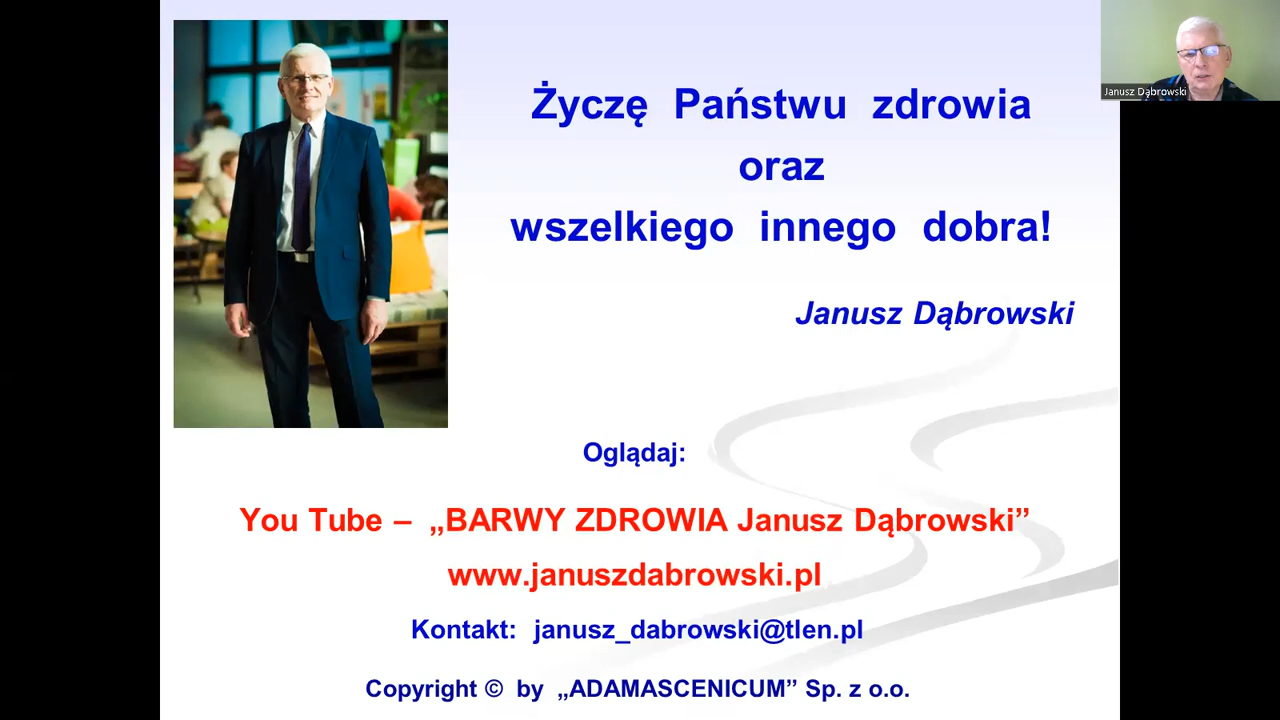 Życzę Państwu zdrowia
oraz
wszelkiego innego dobra!
Janusz Dąbrowski
Oglądaj:
You Tube – „BARWY ZDROWIA Janusz Dąbrowski”
www.januszdabrowski.pl
Kontakt: janusz_dabrowski@tlen.pl
Copyright © by „ADAMASCENICUM” Sp. z o.o.
Janusz Dąbrowski